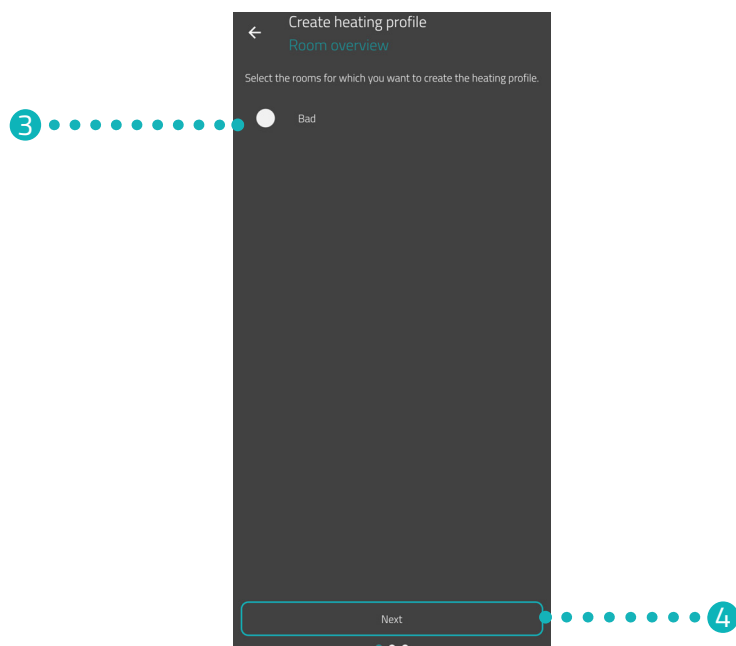 Create heating profile
Room overview
Select the rooms for which you want to create the heating profile.
3
Bad
Next
4